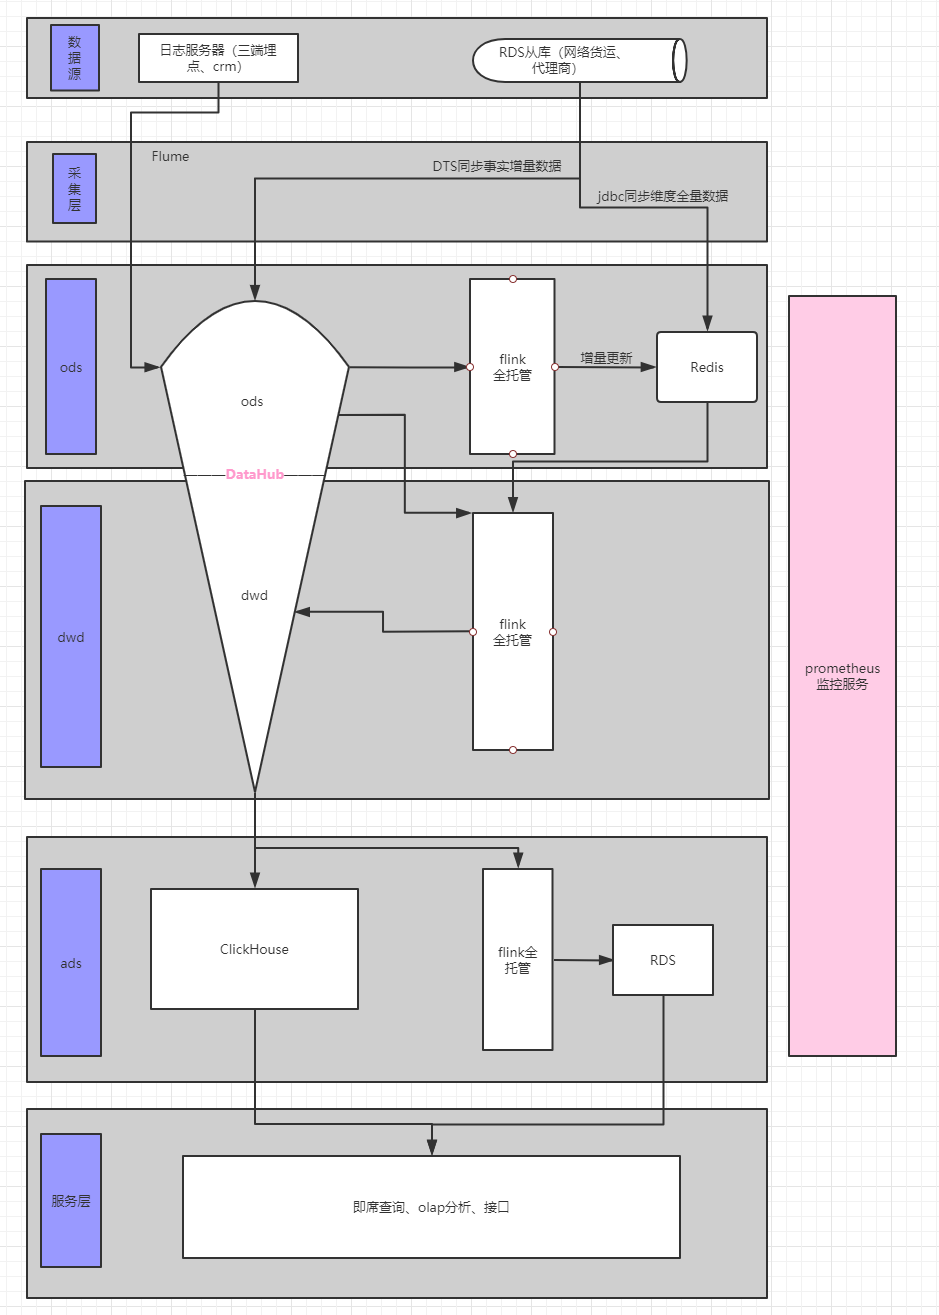 数
据
源
日志服务器（三端埋
点、crm）
RDS从库（网络货运、
代理商）
采
集
层
Flume
DTS同步事实增量数据
jdbc同步维度全量数据
ods
ods
flink
全托管
增量更新
Redis
DataHub
dwd
dwd
flink
全托管
prometheus
监控服务
ads
ClickHouse
flink全
托管
RDS
服务层
即席查询、olap分析、接口